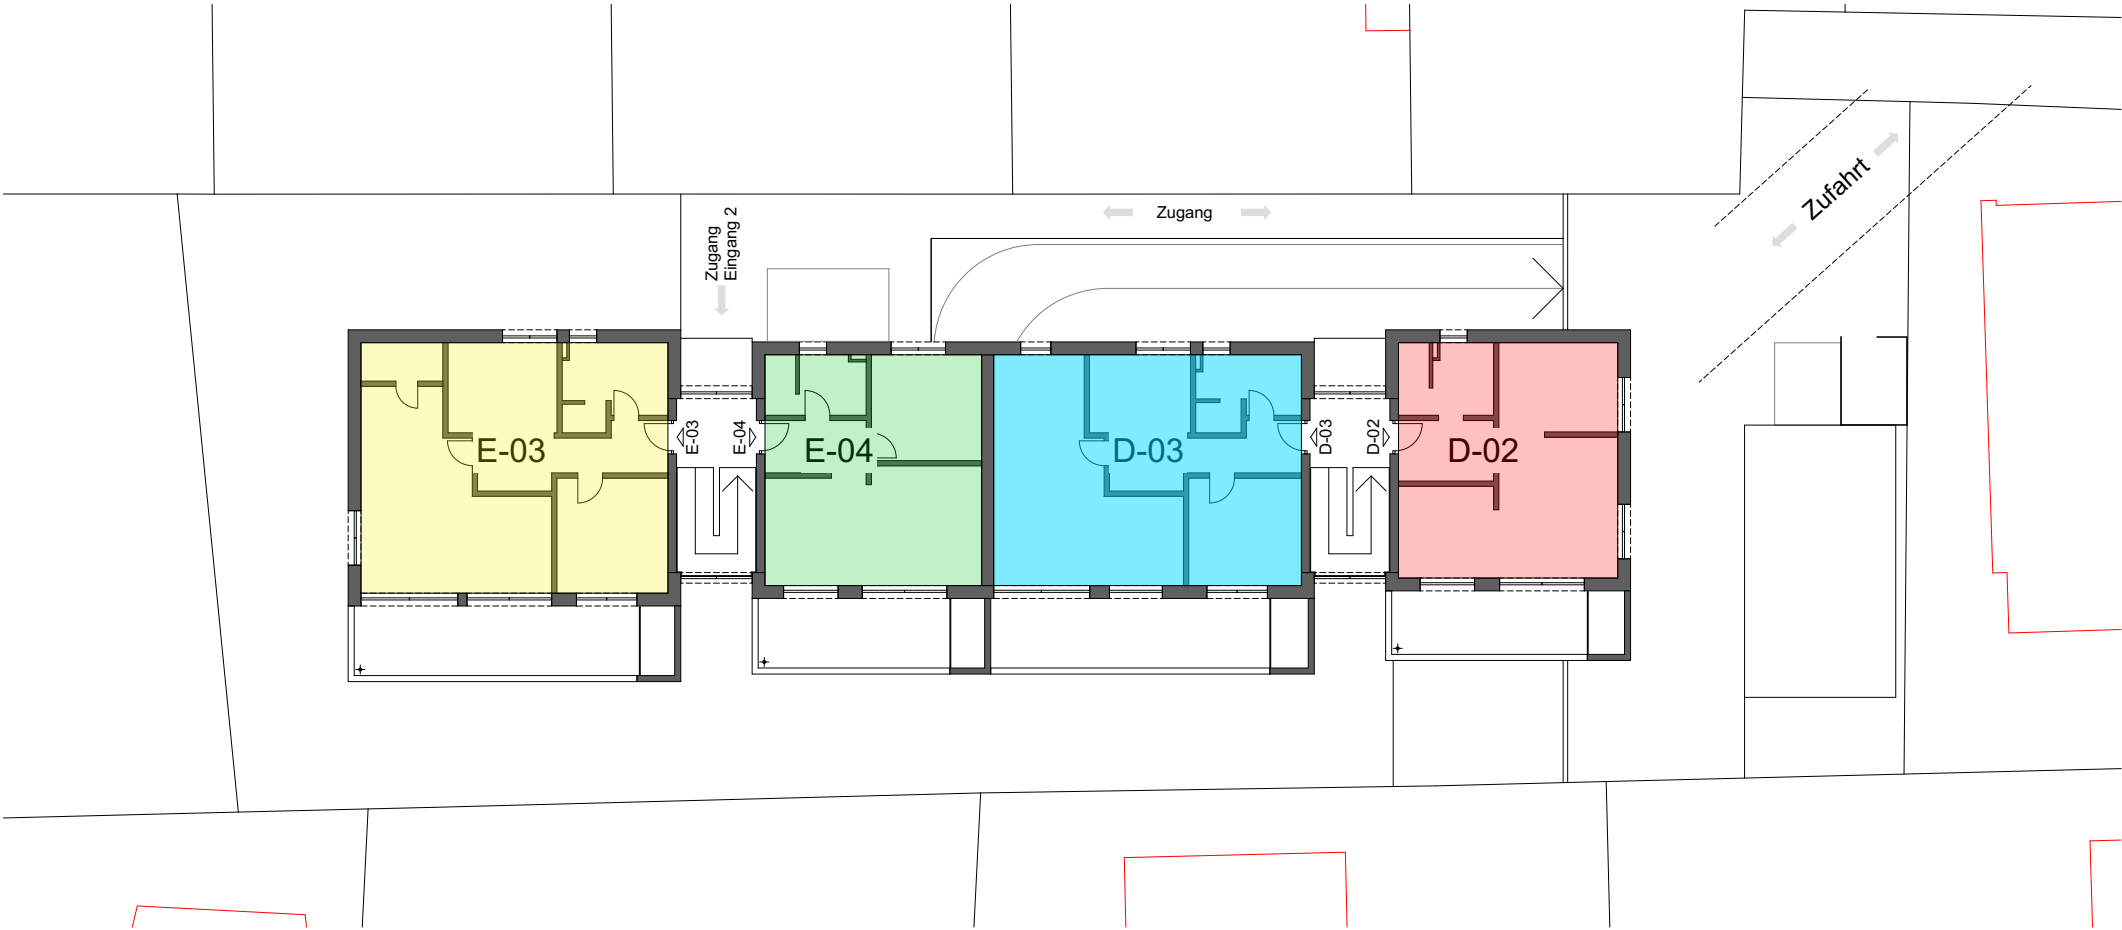 Zufahrt
Zugang
Zugang
Eingang 2
E-03
E-03
E-04
E-04
D-03
D-03
D-02
D-02